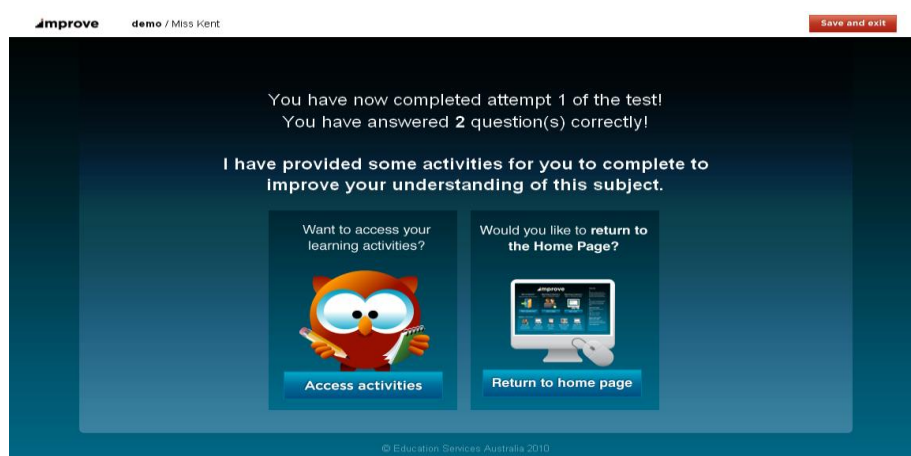 improve
demo / Miss Kent
Save and exit
You have now completed attempt 1 of the test!
You have answered 2 question(s) correctly!
I have provided some activities for you to complete to
improve your understanding of this subject.
Want to access your
learning activities?
Access activities
Would you like to return to
the Home Page?
improve
Return to home page
© Education Services Australia 2010